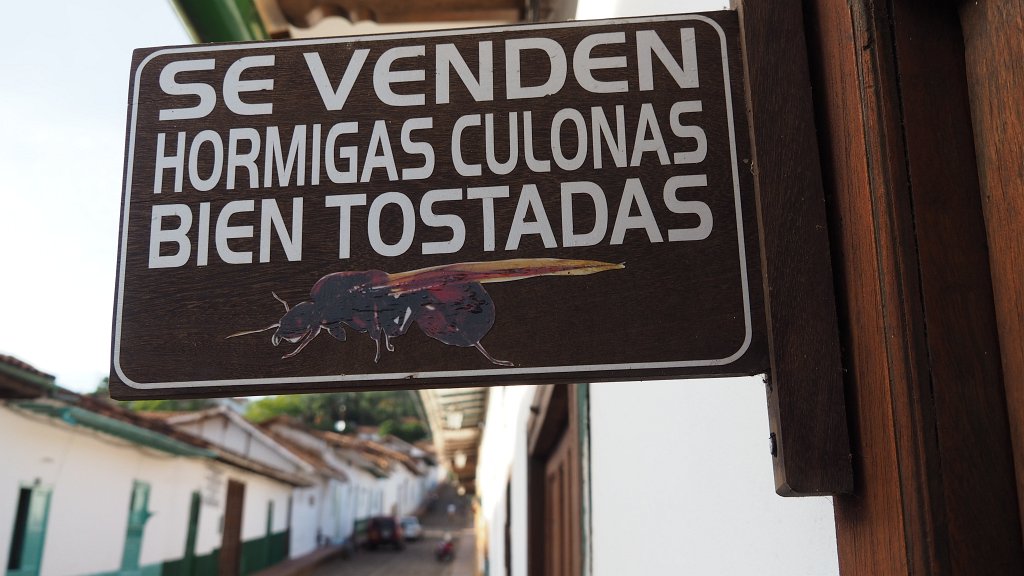 SE VENDEN
HORMIGAS CULONAS
BIEN TOSTADAS